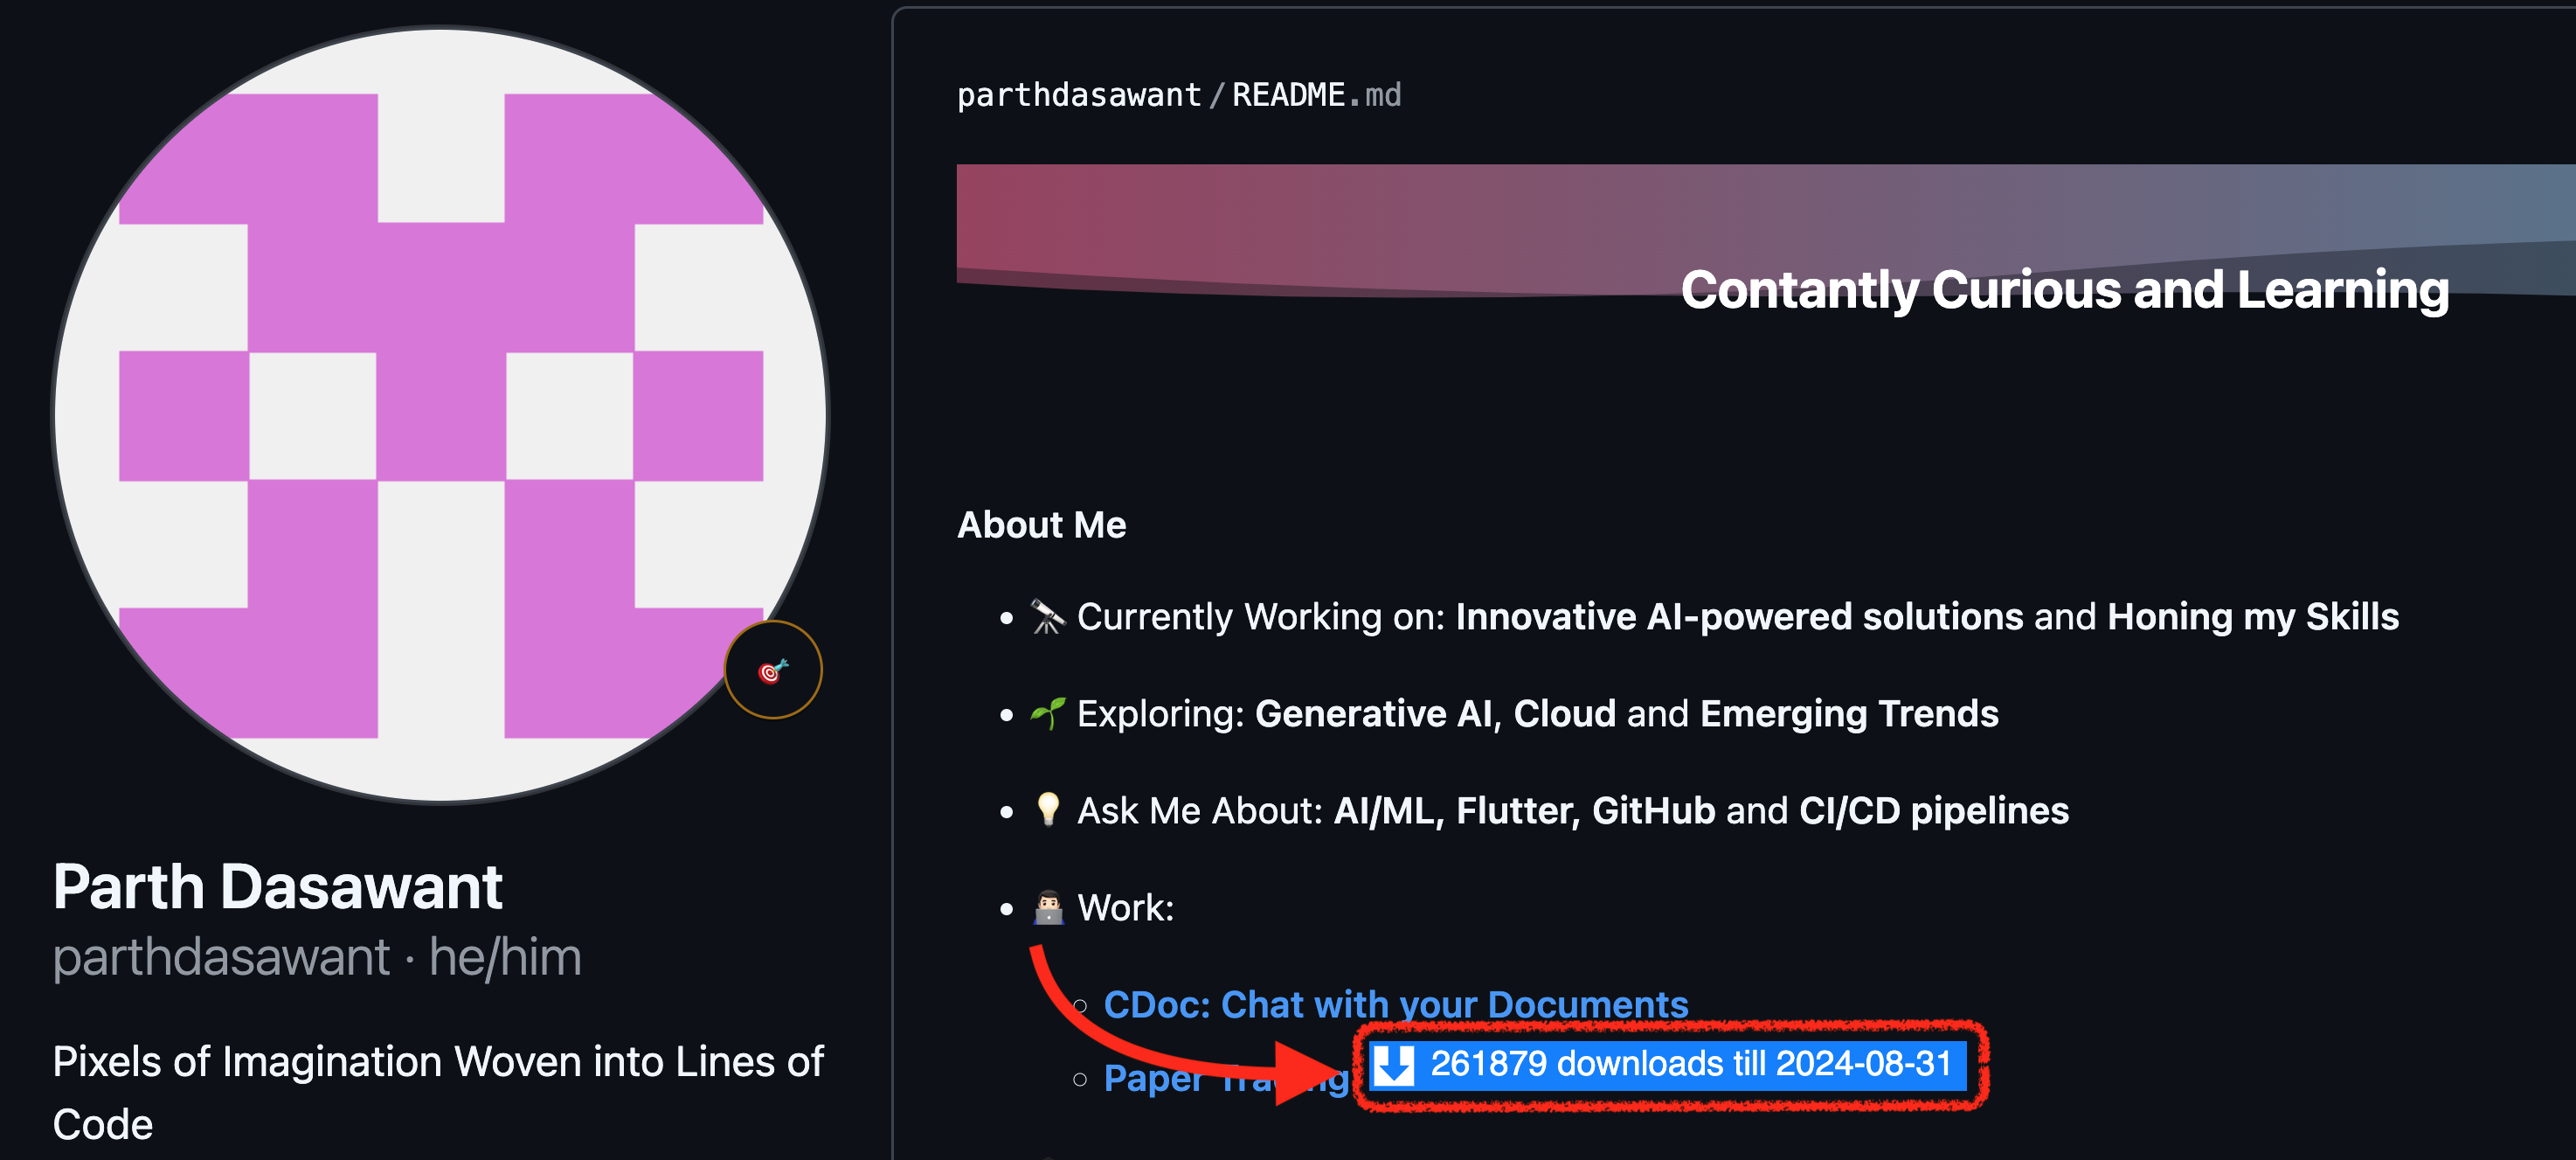 parthdasawant/README.md
Contantly Curious and Learning
About Me
Currently Working on: Innovative AI-powered solutions and Honing my Skills
Exploring: Generative AI, Cloud and Emerging Trends
Ask Me About: AI/ML, Flutter, GitHub and CI/CD pipelines
Work:
CDoc: Chat with your Documents
Paper Trading 261879 downloads till 2024-08-31
Parth Dasawant
parthdasawant · he/him
Pixels of Imagination Woven into Lines of
Code